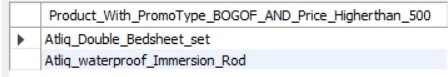 Product_With_PromoType_BOGOF_AND_Price_Higherthan_500
Atliq_Double_Bedsheet_set
Atliq_waterproof_Immersion_Rod